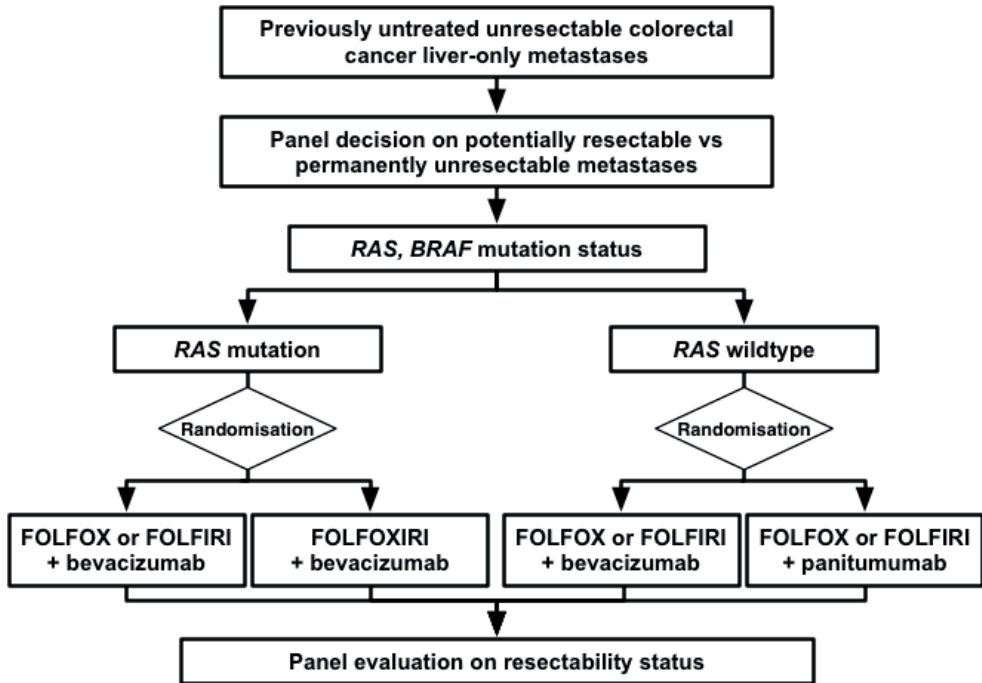 Previously untreated unresectable colorectal
cancer liver-only metastases
Panel decision on potentially resectable vs
permanently unresectable metastases
RAS, BRAF mutation status
RAS mutation
RAS wildtype
Randomisation
Randomisation
FOLFOX or FOLFIRI
+ bevacizumab
FOLFOXIRI
+ bevacizumab
FOLFOX or FOLFIRI
+ bevacizumab
FOLFOX or FOLFIRI
+ panitumumab
Panel evaluation on resectability status